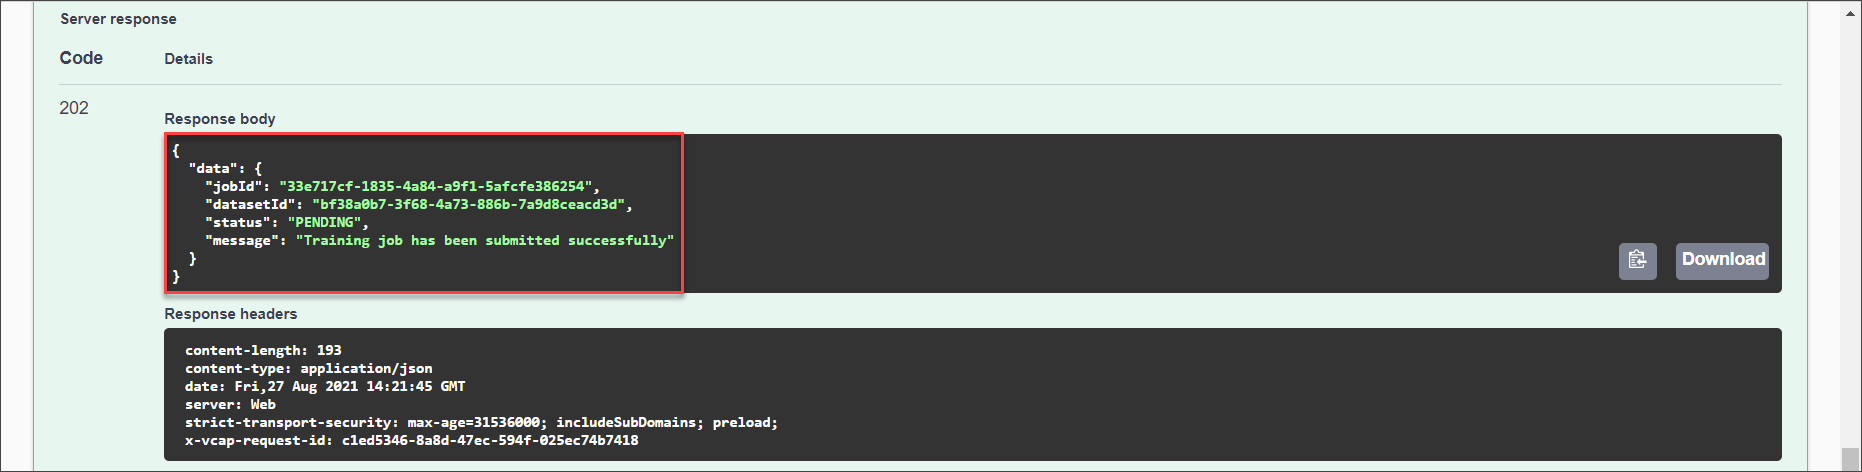 Server response
Code Details
202
Response body
{
"data": {
"jobId": "33e717cf-1835-4a84-a9f1-5afcfe386254",
"datasetId": "bf38a0b7-3f68-4a73-886b-7a9d8ceacd3d",
"status": "PENDING",
"message": "Training job has been submitted successfully"
}
}
Download
Response headers
content-length: 193
content-type: application/json
date: Fri,27 Aug 2021 14:21:45 GMT
server: Web
strict-transport-security: max-age=31536000; includeSubDomains; preload;
x-vcap-request-id: c1ed5346-8a8d-47ec-594f-025ec74b7418